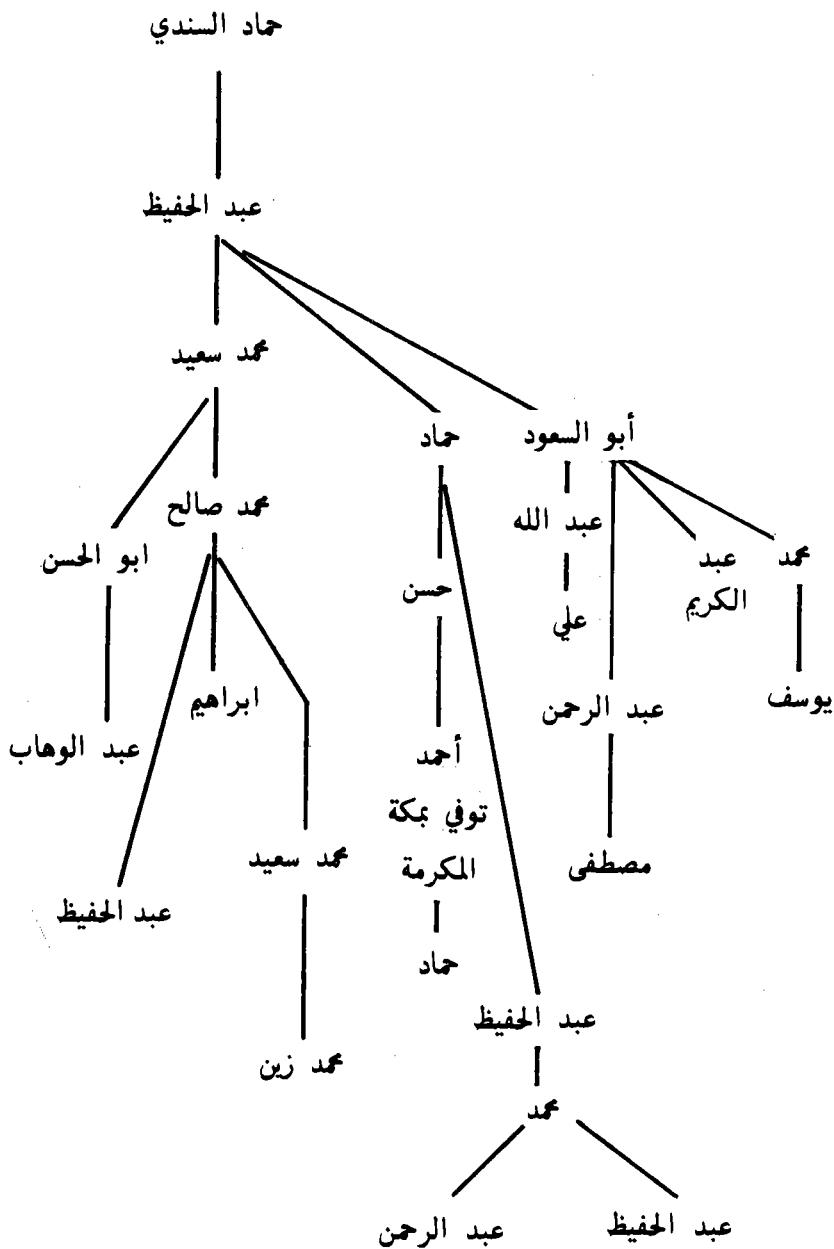 حماد السندي
عبد الحفيظ
محمد سعيد
أبو السعود
حماد
محمد صالح
عبد الله
محمد
عبد
الكريم
ابو الحسن
حسن
علي
يوسف
عبد الرحمن
ابراهيم
عبد الوهاب
أحمد
توفي بمكة
المكرمة
مصطفى
محمد سعيد
عبد الحفيظ
حماد
عبد الحفيظ
محمد زين
محمد
عبد الحفيظ
عبد الرحمن